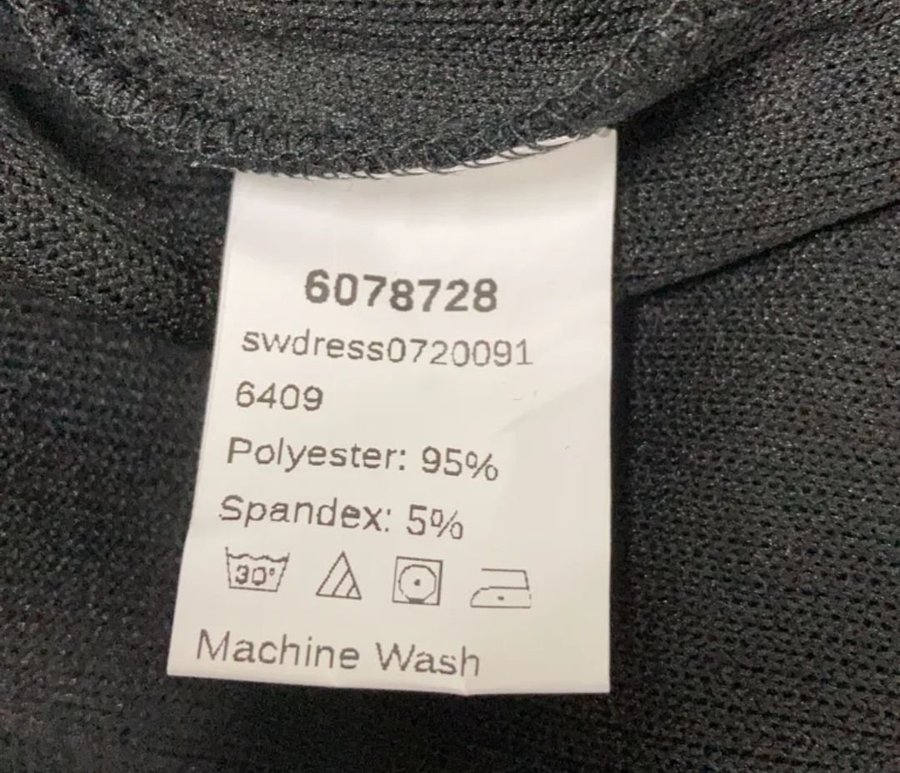 6078728
swdress0720091
6409
Polyester: 95%
Spandex: 5%
30°
Machine Wash